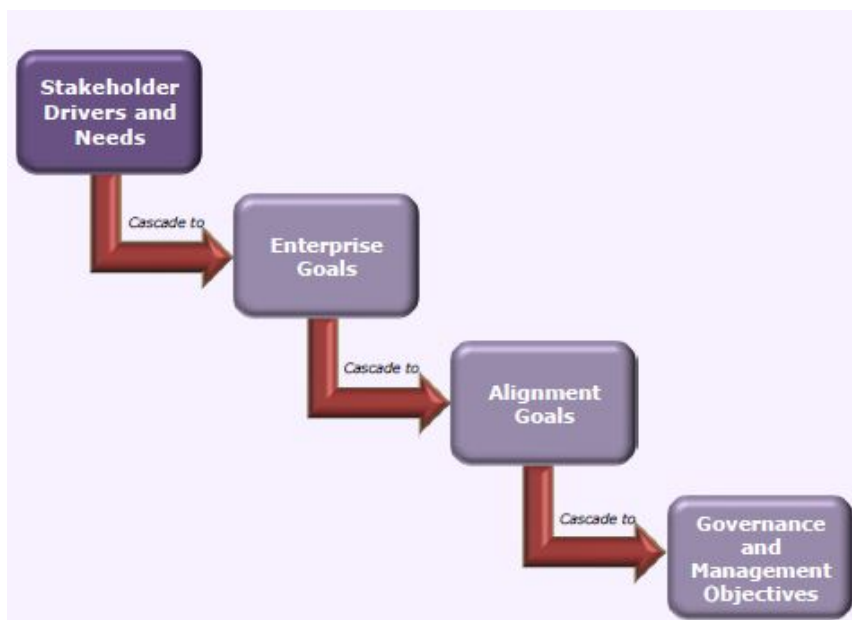 Stakeholder
Drivers and
Needs
Cascade to
Enterprise
Goals
Cascade to
Alignment
Goals
Cascade to
Governance
and
Management
Objectives